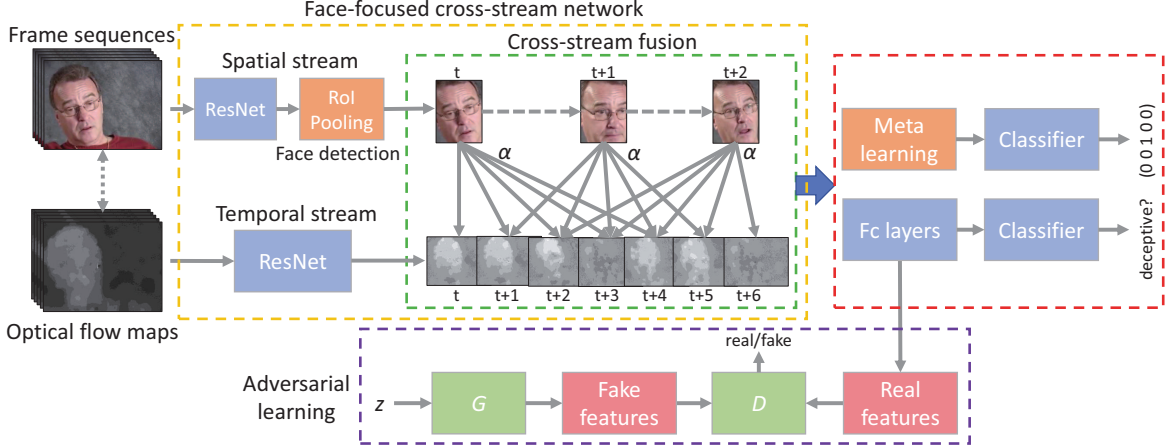 Face-focused cross-stream network
Frame sequences
Spatial stream
ResNet
RoI
Pooling
Face detection
Cross-stream fusion
t
t+1
t+2
α
α
α
Temporal stream
ResNet
t
t+1
t+2
t+3
t+4
t+5
t+6
Optical flow maps
Meta
learning
Classifier
(0 0 1 0 0)
Fc layers
Classifier
deceptive?
Adversarial
learning
z
G
Fake
features
real/fake
D
Real
features